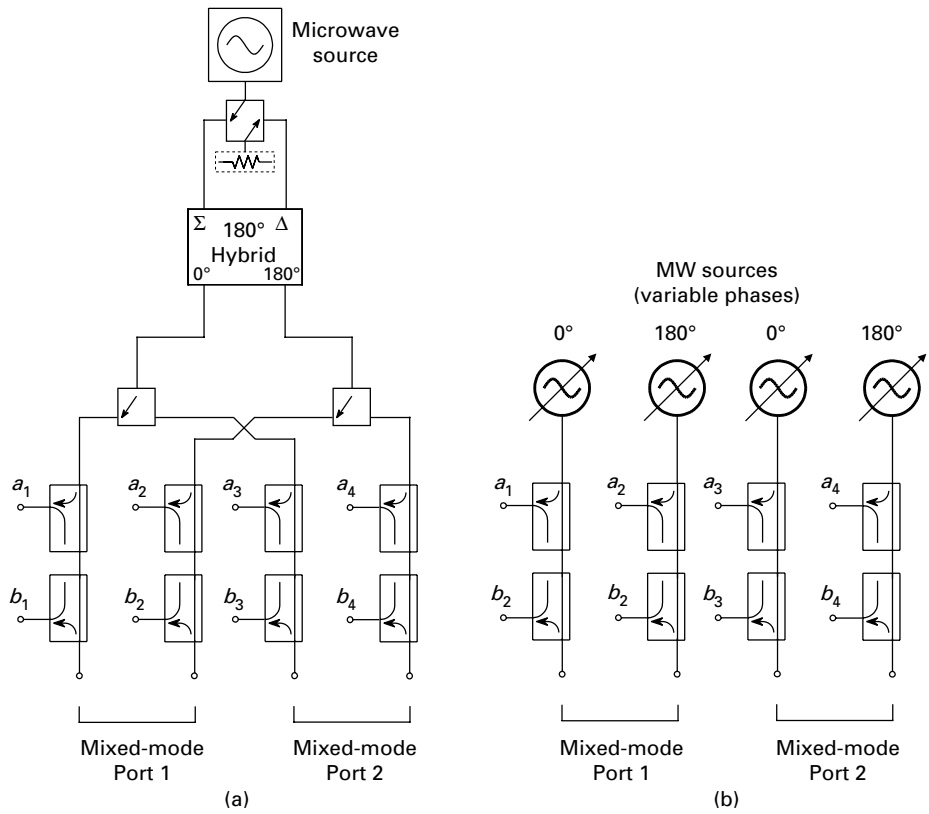 Microwave
source
Σ 180° Δ
Hybrid
0° 180°
a1 a2 a3 a4
b1 b2 b3 b4
Mixed-mode
Port 1
Mixed-mode
Port 2
(a)
MW sources
(variable phases)
0° 180° 0° 180°
a1 a2 a3 a4
b2 b2 b3 b4
Mixed-mode
Port 1
Mixed-mode
Port 2
(b)